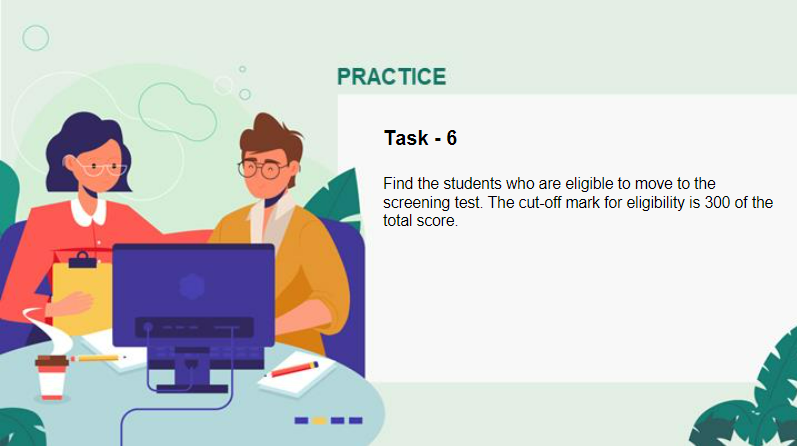 PRACTICE
Task - 6
Find the students who are eligible to move to the
screening test. The cut-off mark for eligibility is 300 of the
total score.